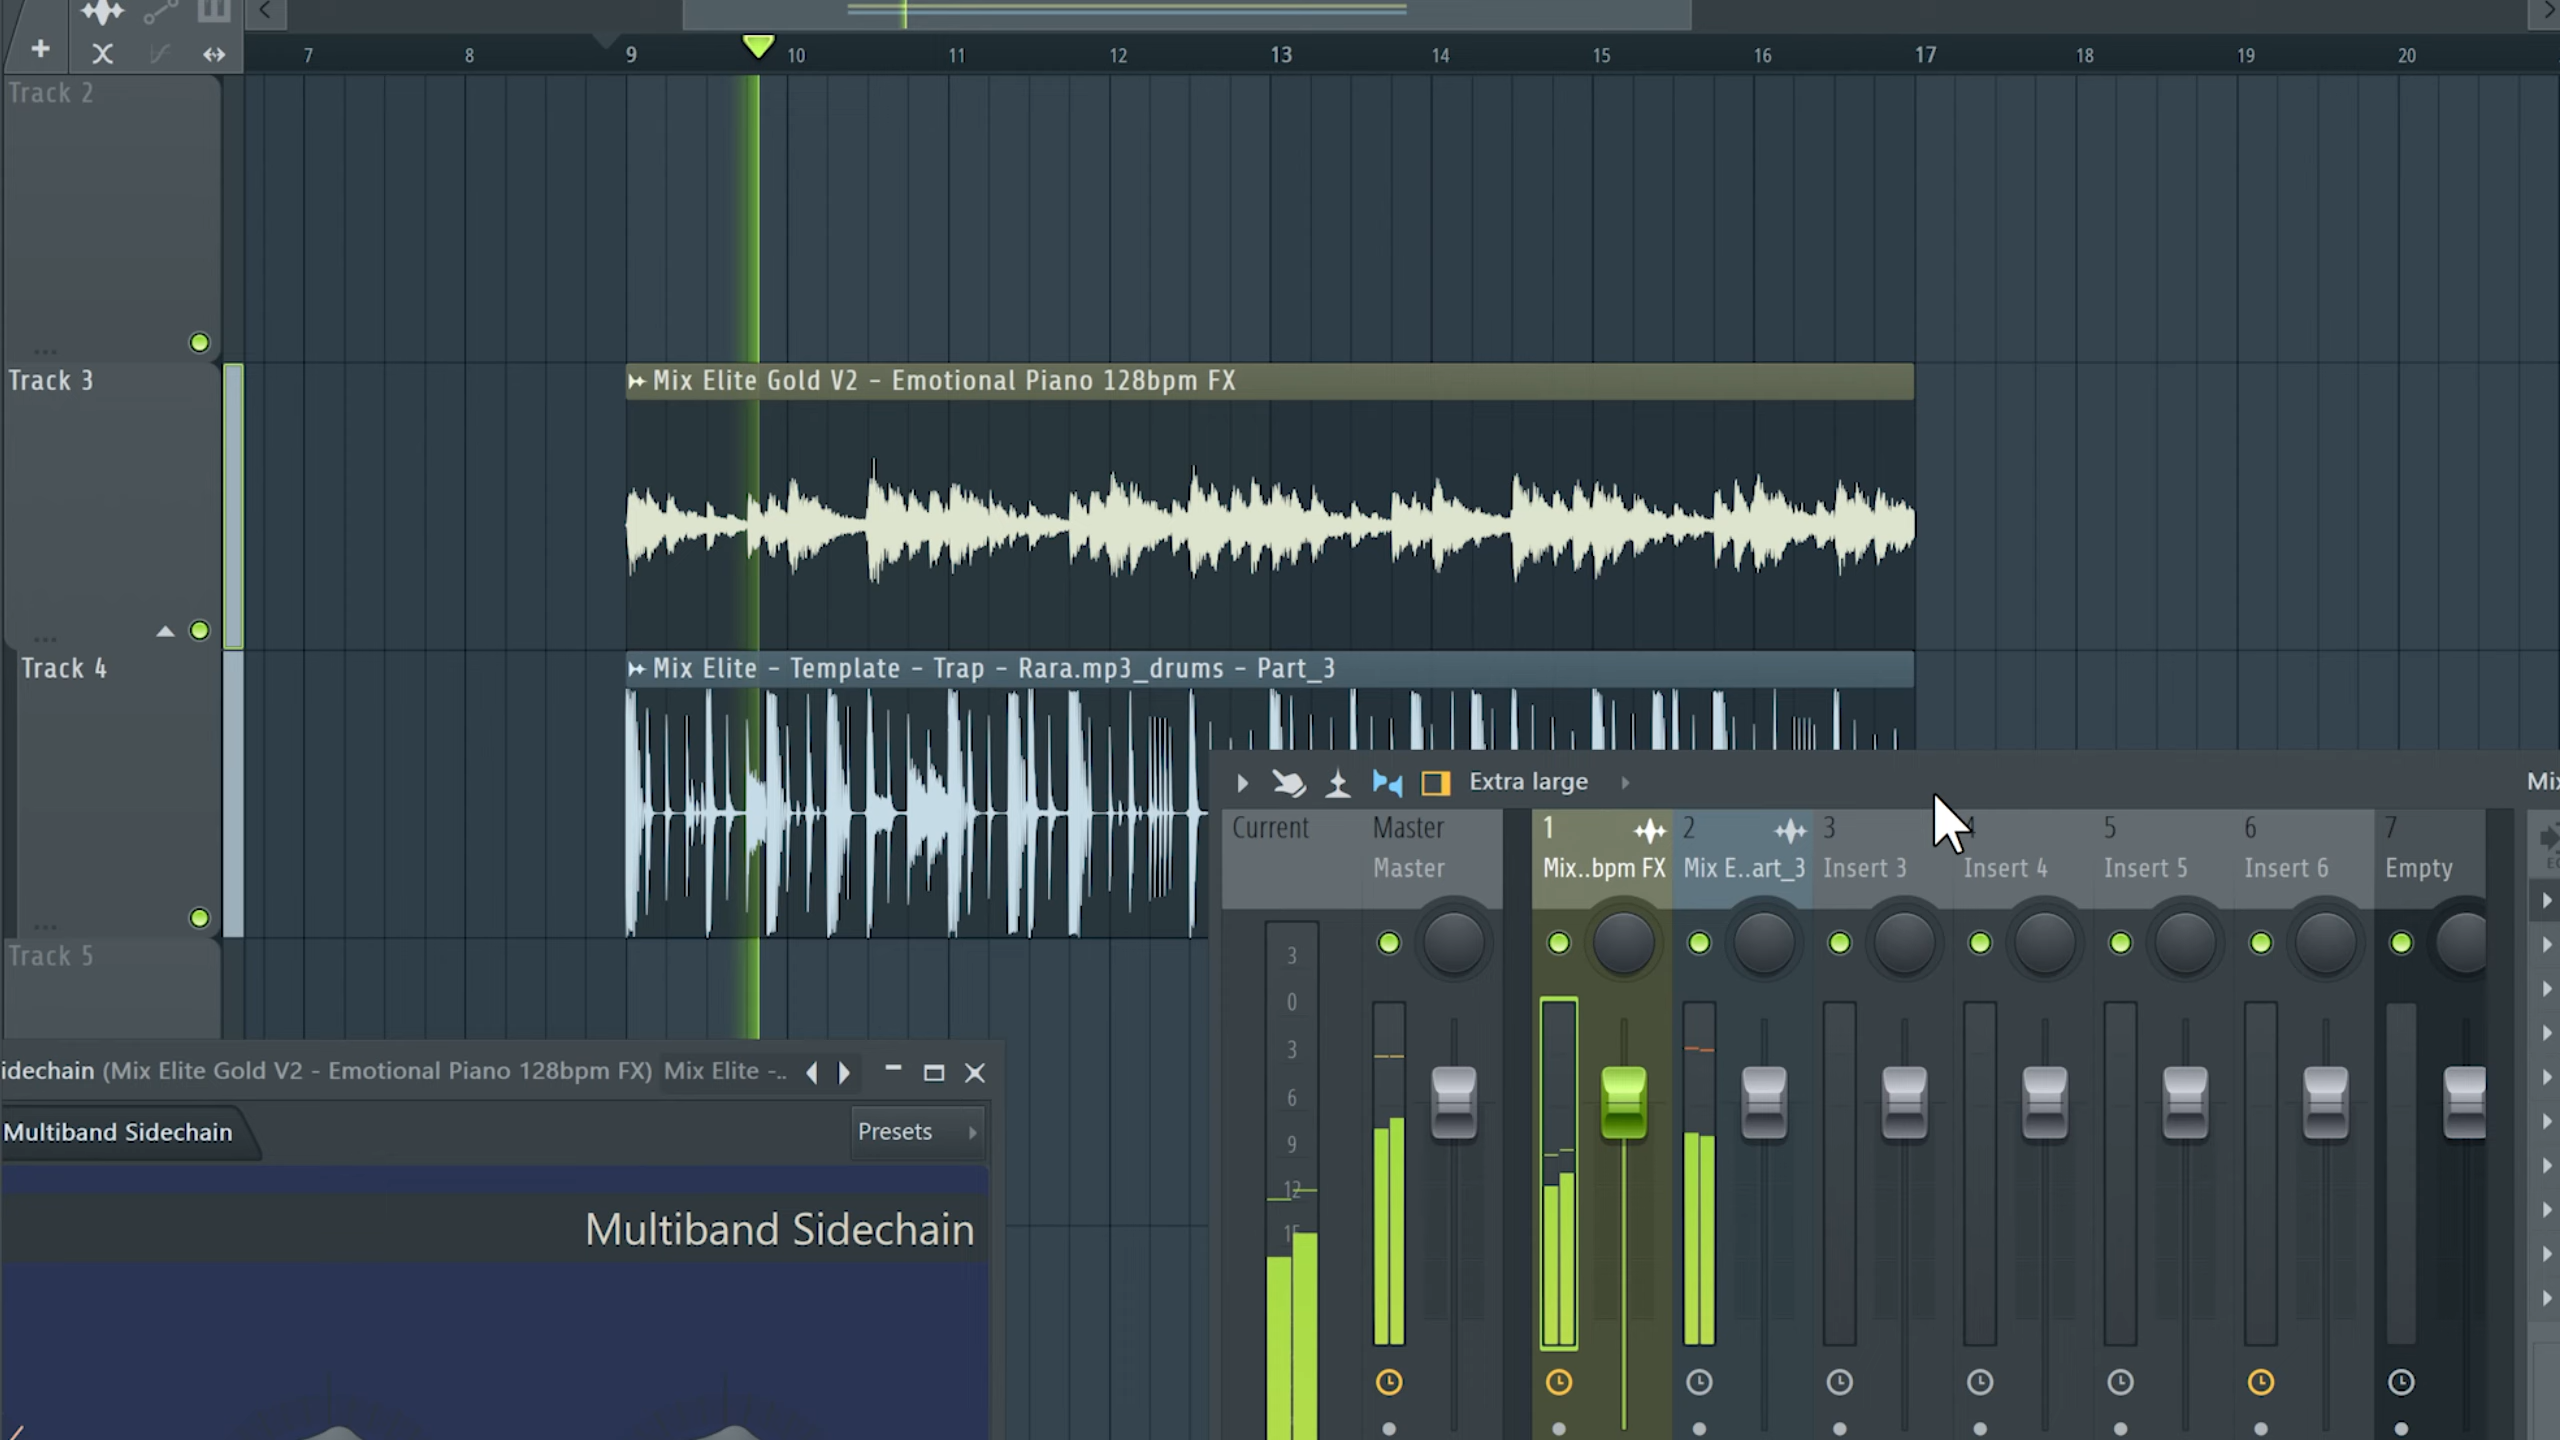 7 8 9 10 11 12 13 14 15 16 17 18 19 20
Track 2
Track 3
Mix Elite Gold V2 - Emotional Piano 128bpm FX
Track 4
Mix Elite - Template - Trap - Rara.mp3_drums - Part_3
Extra large
Mix
Current
Master
1
2
3
4
5
6
7
Master
Mix..bpm FX
Mix E..art_3
Insert 3
Insert 4
Insert 5
Insert 6
Empty
Track 5
3
0
3
6
9
12
15
idechain (Mix Elite Gold V2 - Emotional Piano 128bpm FX)
Mix Elite -..
Multiband Sidechain
Presets
Multiband Sidechain